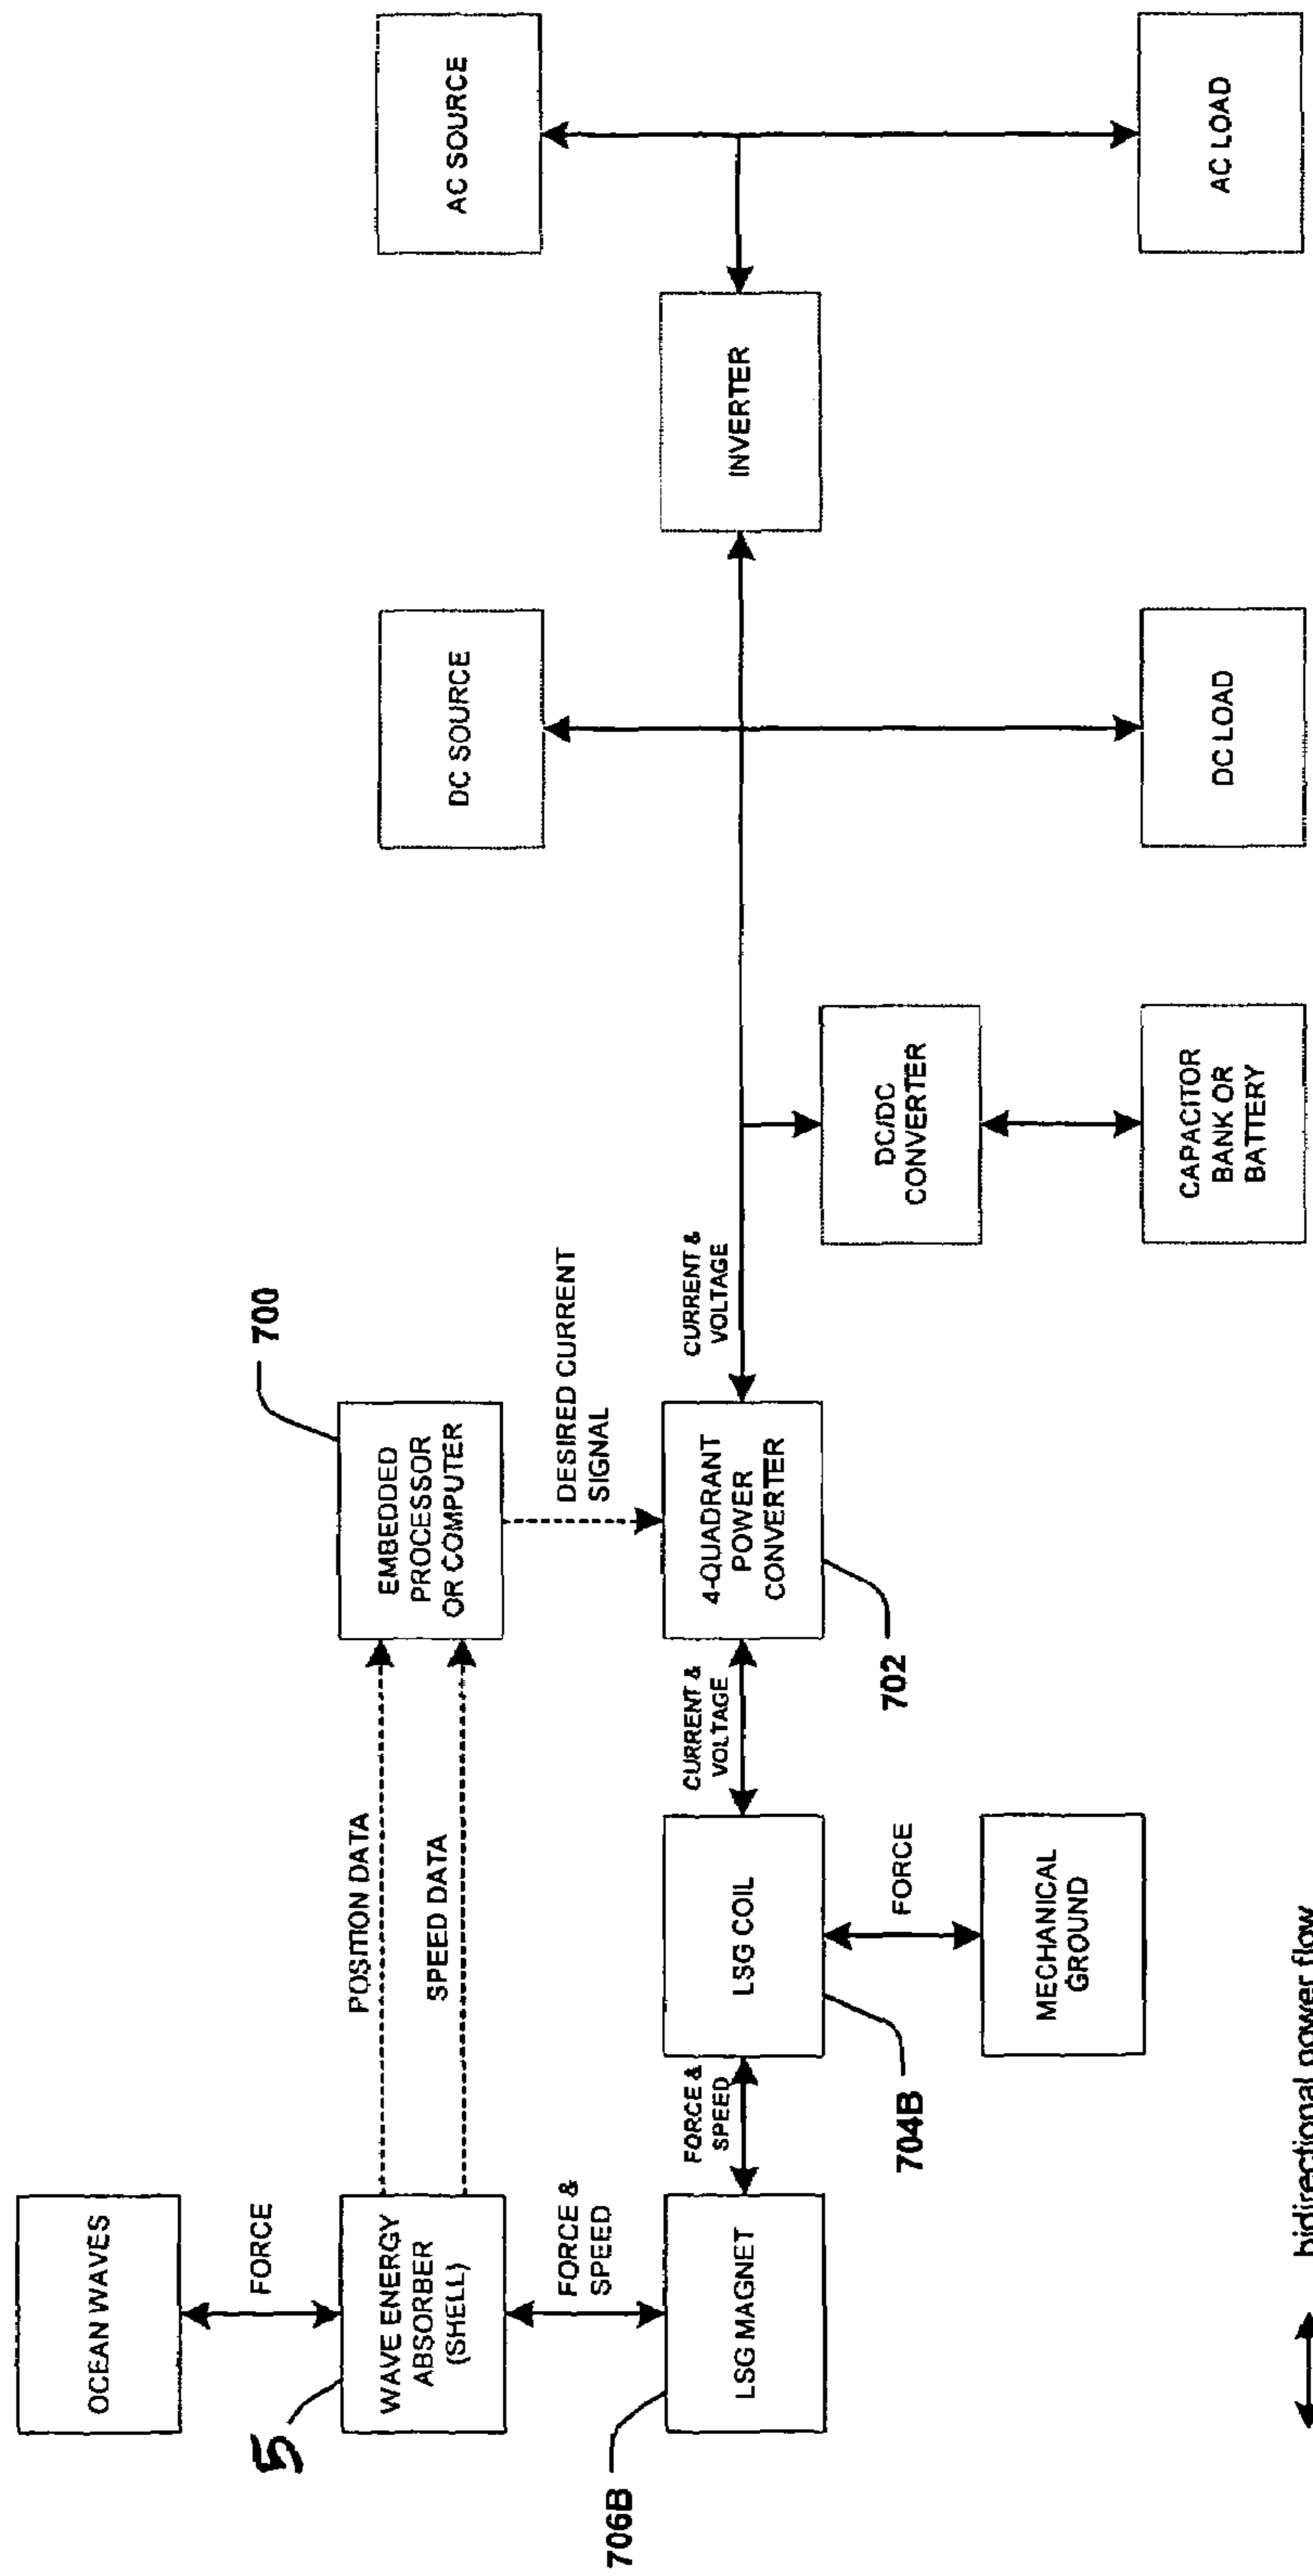 OCEAN WAVES
FORCE
5
WAVE ENERGY
ABSORBER
(SHELL)
POSITION DATA
SPEED DATA
700
EMBEDDED
PROCESSOR
OR COMPUTER
FORCE &
SPEED
DESIRED CURRENT
SIGNAL
706B
LSG MAGNET
FORCE &
SPEED
LSG COIL
704B
CURRENT &
VOLTAGE
4-QUADRANT
POWER
CONVERTER
702
CURRENT &
VOLTAGE
FORCE
MECHANICAL
GROUND
DC/DC
CONVERTER
CAPACITOR
BANK OR
BATTERY
DC SOURCE
DC LOAD
INVERTER
AC SOURCE
AC LOAD
bidirectional power flow